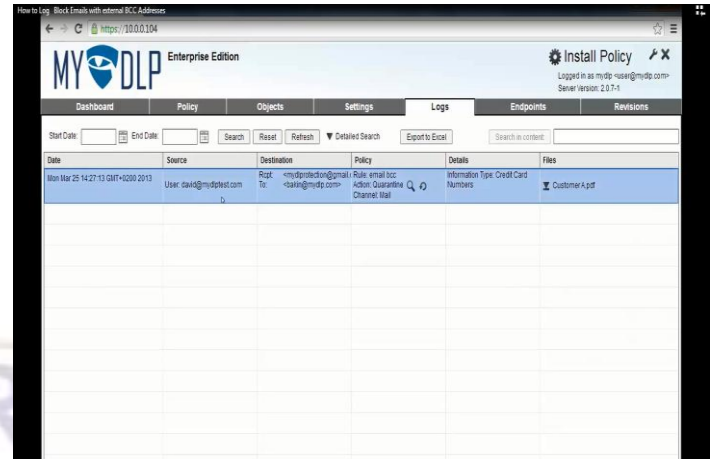 How to Log Block Emails with external BCC Addresses
https://10.0.0.104
MY DLP Enterprise Edition
Install Policy
Logged in as mydlp <user@mydlp.com>
Server Version: 2.0.7-1
Dashboard Policy Objects Settings Logs Endpoints Revisions
Start Date: End Date: Search Reset Refresh Detailed Search Export to Excel Search in content:
Date Source Destination Policy Details Files
Mon Mar 25 14:27:13 GMT+0200 2013
User: david@mydlptest.com
Rcpt: <mydlpprotection@gmail.
To: <bakin@mydlp.com>
Rule: email bcc
Action: Quarantine
Channel: Mail
Information Type: Credit Card
Numbers
Customer A.pdf